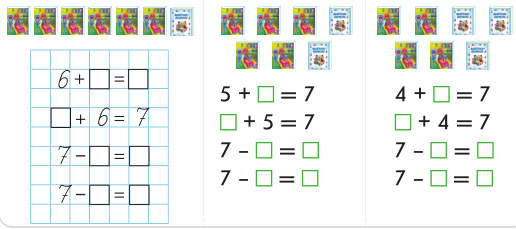 6 + □ = □
□ + 6 = 7
7 − □ = □
7 − □ = □
5 + □ = 7
□ + 5 = 7
7 − □ = □
7 − □ = □
4 + □ = 7
□ + 4 = 7
7 − □ = □
7 − □ = □